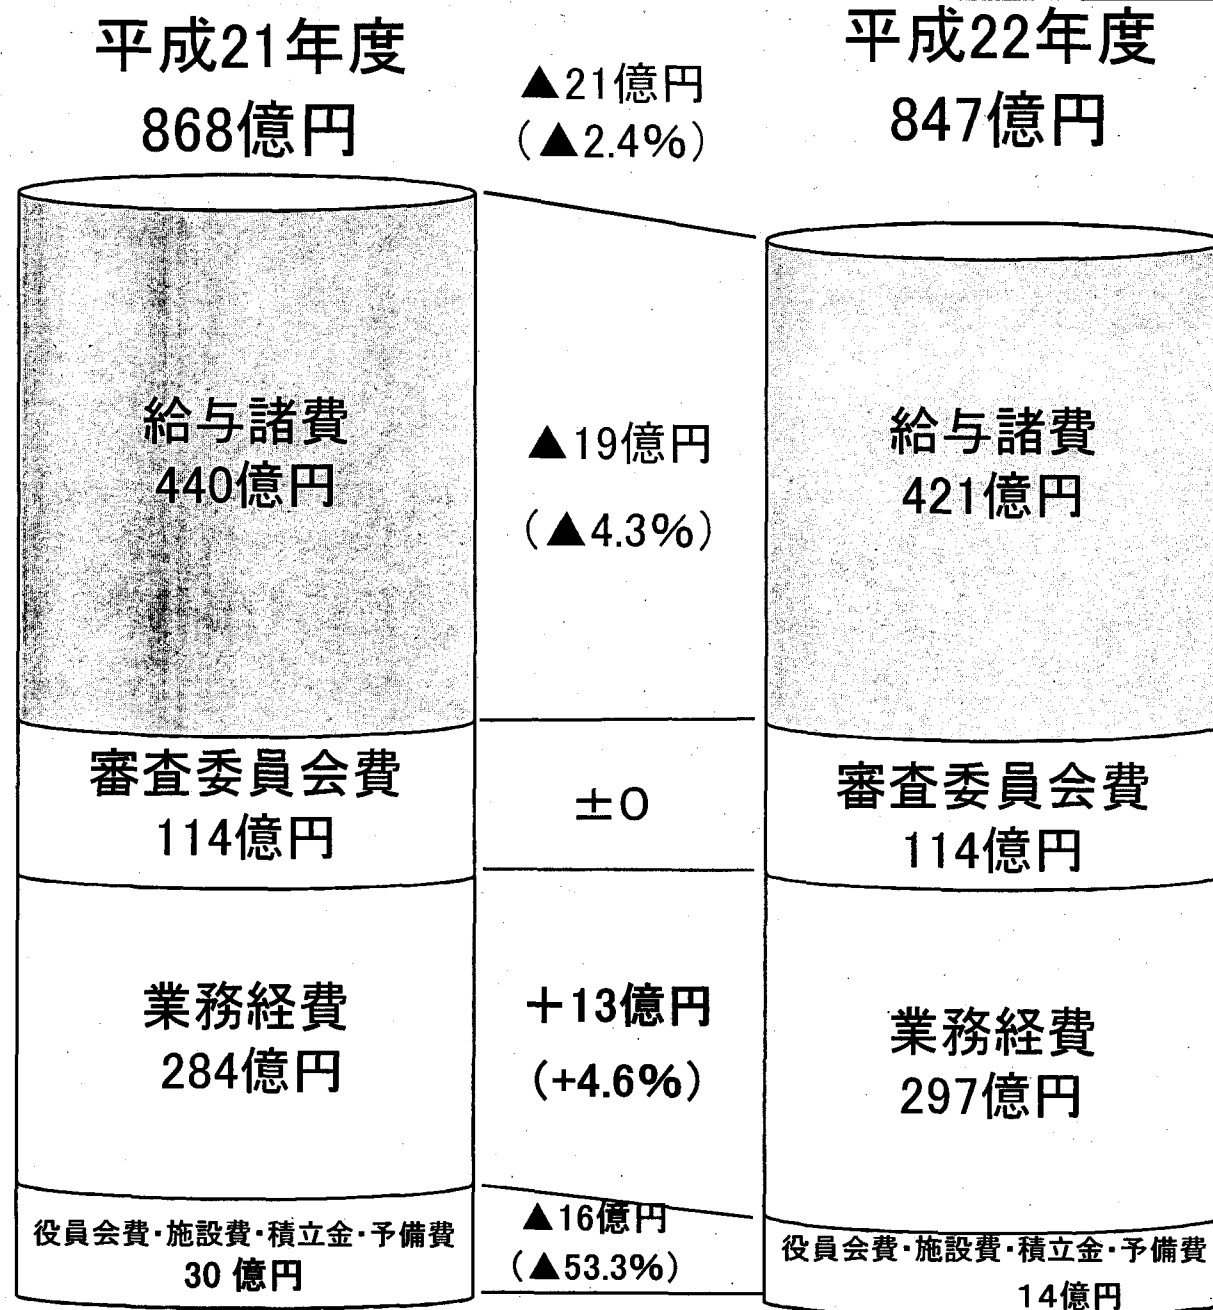 平成21年度
868億円
▲21億円
(▲2.4%)
平成22年度
847億円
給与諸費
440億円
▲19億円
(▲4.3%)
給与諸費
421億円
審査委員会費
114億円
±0
審査委員会費
114億円
業務経費
284億円
+13億円
(+4.6%)
業務経費
297億円
役員会費・施設費・積立金・予備費
30億円
▲16億円
(▲53.3%)
役員会費・施設費・積立金・予備費
14億円